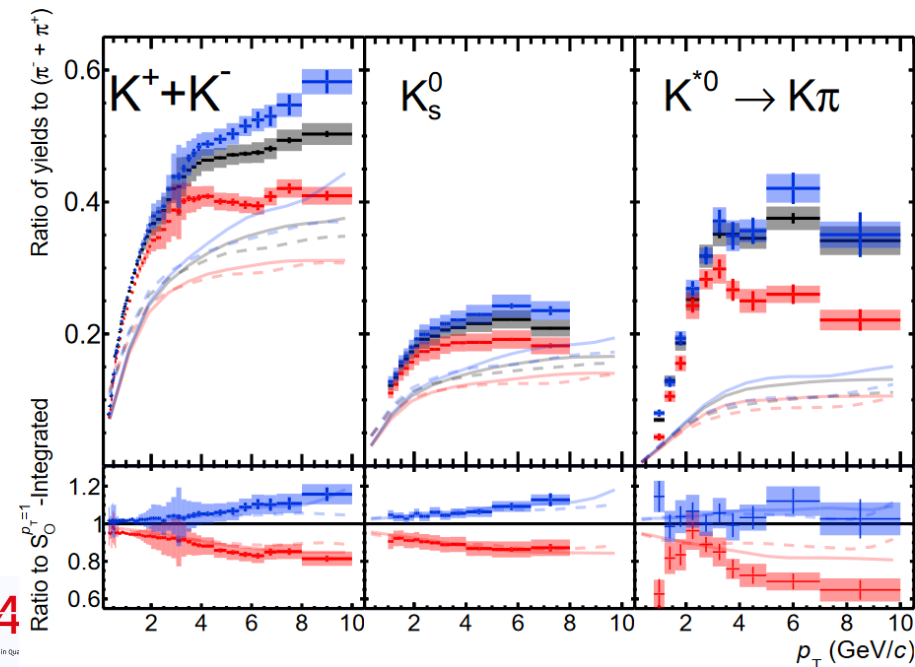 Ratio of yields to (π⁻ + π⁺)
0.6
0.4
0.2
K⁺+K⁻
K⁰ₛ
K*⁰ → Kπ
Ratio to S_O^{p_T=1}-Integrated
1.2
1
0.8
0.6
2 4 6 8 10
2 4 6 8 10
2 4 6 8 10
p_T (GeV/c)
4
in Qua